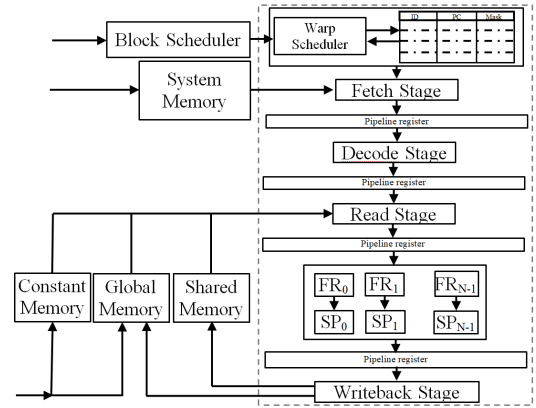 Block Scheduler
Warp
Scheduler
ID PC Mask
System
Memory
Fetch Stage
Pipeline register
Decode Stage
Pipeline register
Read Stage
Pipeline register
Constant
Memory
Global
Memory
Shared
Memory
FR0 FR1 FRN-1
SP0 SP1 SPN-1
Pipeline register
Writeback Stage